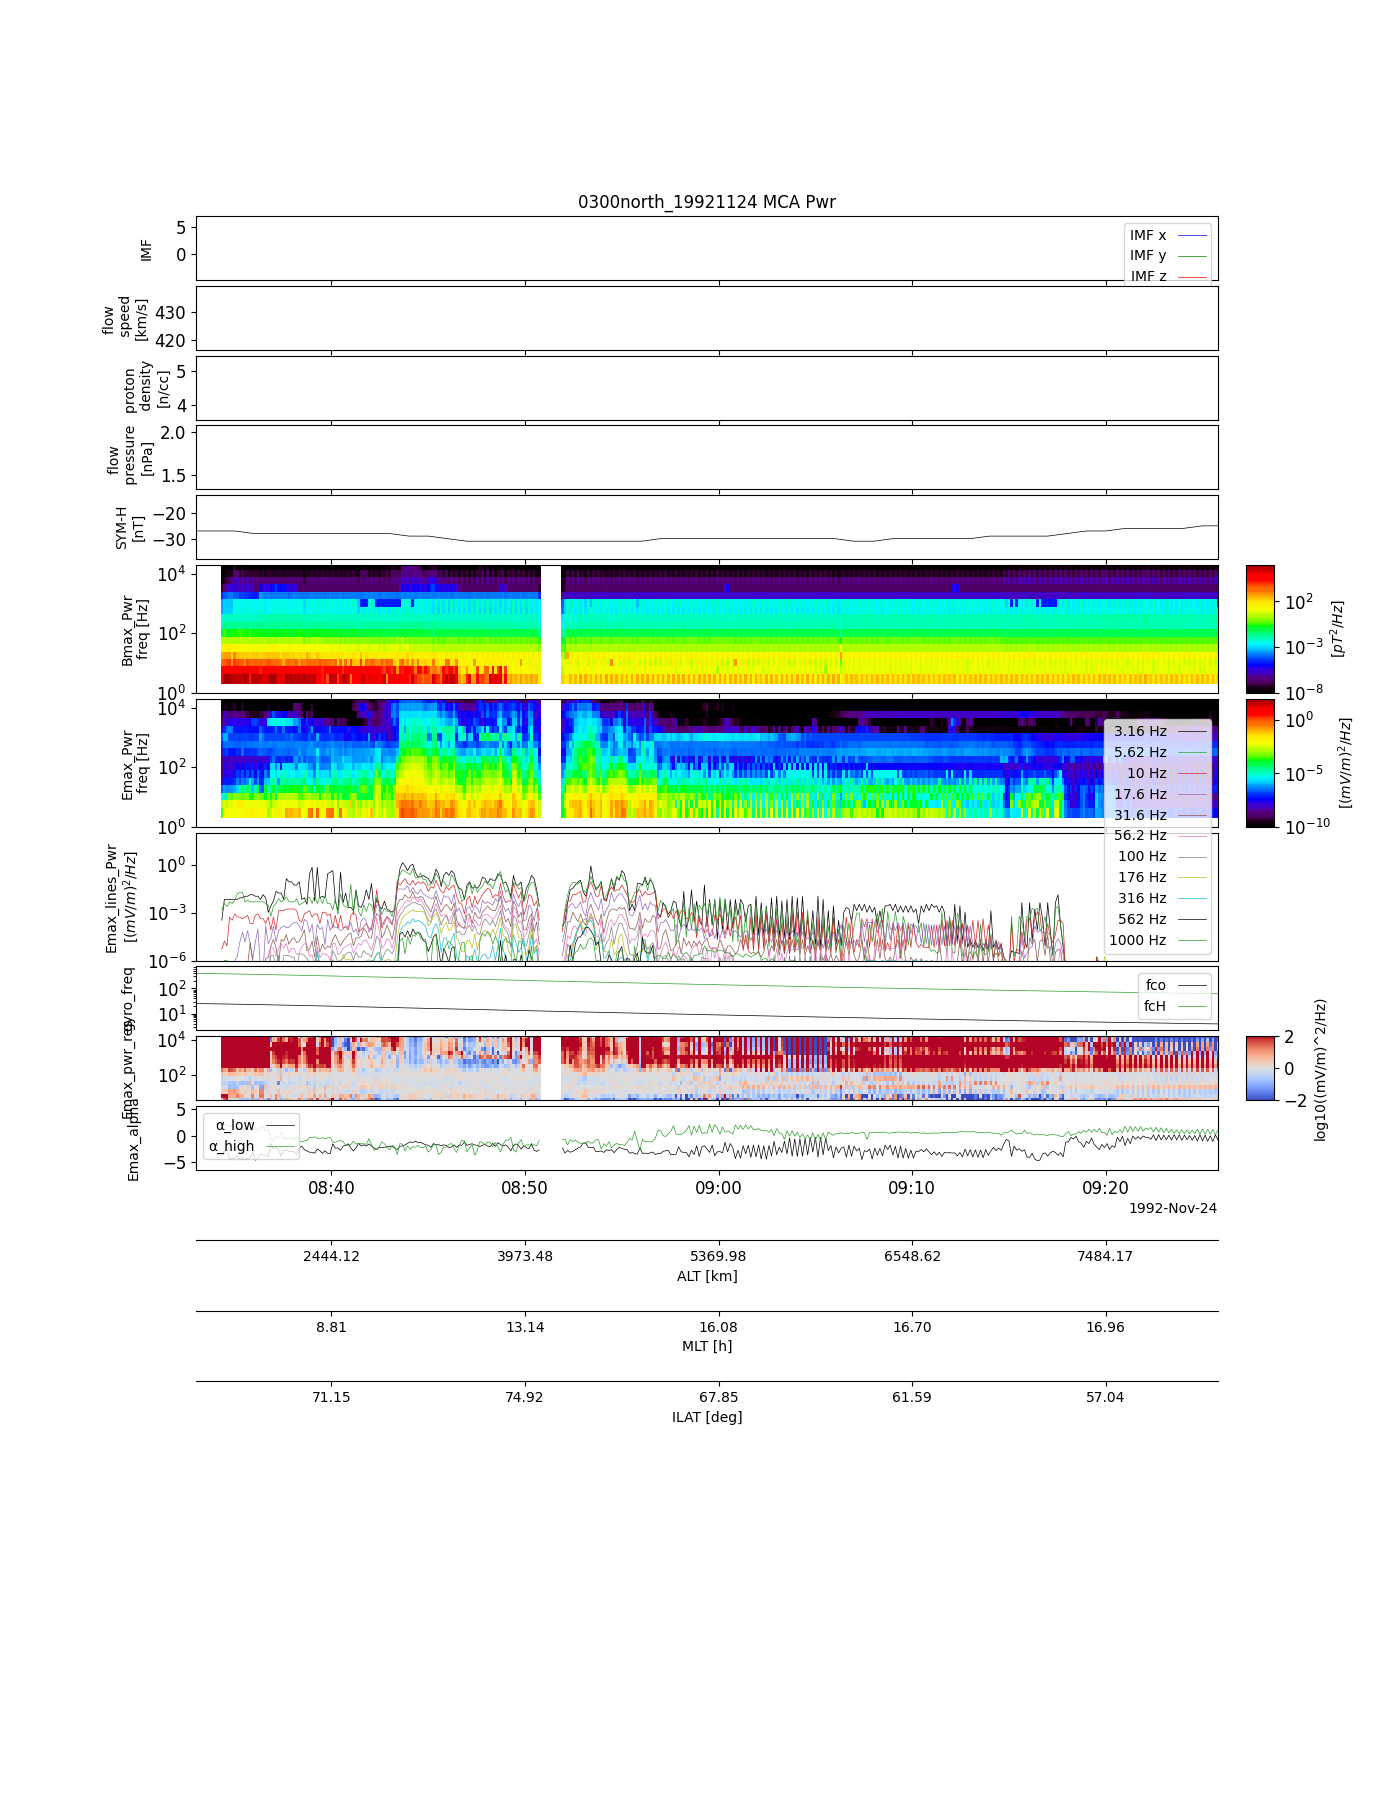 0300north_19921124 MCA Pwr
IMF
5
0
IMF x
IMF y
IMF z
flow
speed
[km/s]
430
420
proton
density
[n/cc]
5
4
flow
pressure
[nPa]
2.0
1.5
SYM-H
[nT]
−20
−30
Bmax_Pwr
freq [Hz]
10^4
10^2
10^0
10^2
10^−3
10^−8
[pT^2/Hz]
Emax_Pwr
freq [Hz]
10^4
10^2
10^0
10^0
10^−5
10^−10
[(mV/m)^2/Hz]
3.16 Hz
5.62 Hz
10 Hz
17.6 Hz
31.6 Hz
56.2 Hz
100 Hz
176 Hz
316 Hz
562 Hz
1000 Hz
Emax_lines_Pwr
[(mV/m)^2/Hz]
10^0
10^−3
10^−6
gyro_freq
10^2
10^1
fco
fcH
Emax_pwr_res
10^4
10^2
2
0
−2
log10((mV/m)^2/Hz)
Emax_alpha
5
0
−5
α_low
α_high
08:40 08:50 09:00 09:10 09:20
1992-Nov-24
2444.12 3973.48 5369.98 6548.62 7484.17
ALT [km]
8.81 13.14 16.08 16.70 16.96
MLT [h]
71.15 74.92 67.85 61.59 57.04
ILAT [deg]